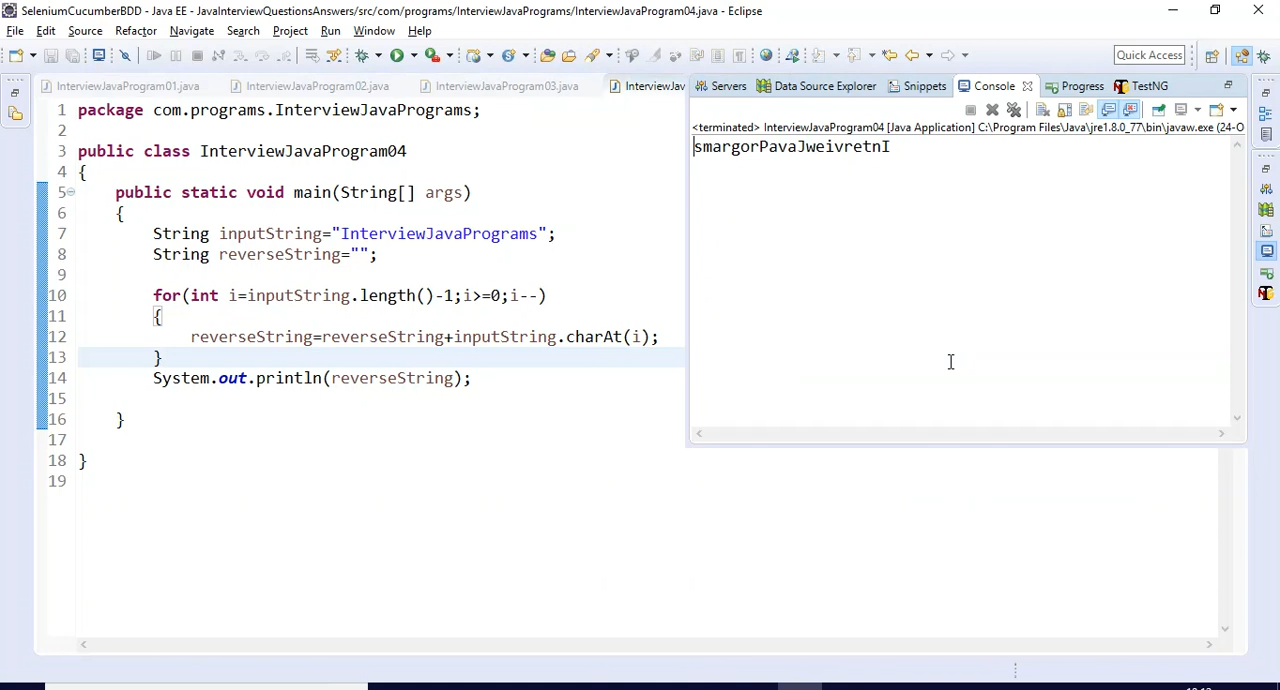 SeleniumCucumberBDD - Java EE - JavaInterviewQuestionsAnswers/src/com/programs/InterviewJavaPrograms/InterviewJavaProgram04.java - Eclipse
File Edit Source Refactor Navigate Search Project Run Window Help
Quick Access
InterviewJavaProgram01.java InterviewJavaProgram02.java InterviewJavaProgram03.java InterviewJav Servers Data Source Explorer Snippets Console Progress TestNG
<terminated> InterviewJavaProgram04 [Java Application] C:\Program Files\Java\jre1.8.0_77\bin\javaw.exe (24-O
smargorPavaJweivretnI
1 package com.programs.InterviewJavaPrograms;
2
3 public class InterviewJavaProgram04
4 {
5 public static void main(String[] args)
6 {
7 String inputString="InterviewJavaPrograms";
8 String reverseString="";
9
10 for(int i=inputString.length()-1;i>=0;i--)
11 {
12 reverseString=reverseString+inputString.charAt(i);
13 }
14 System.out.println(reverseString);
15
16 }
17
18 }
19